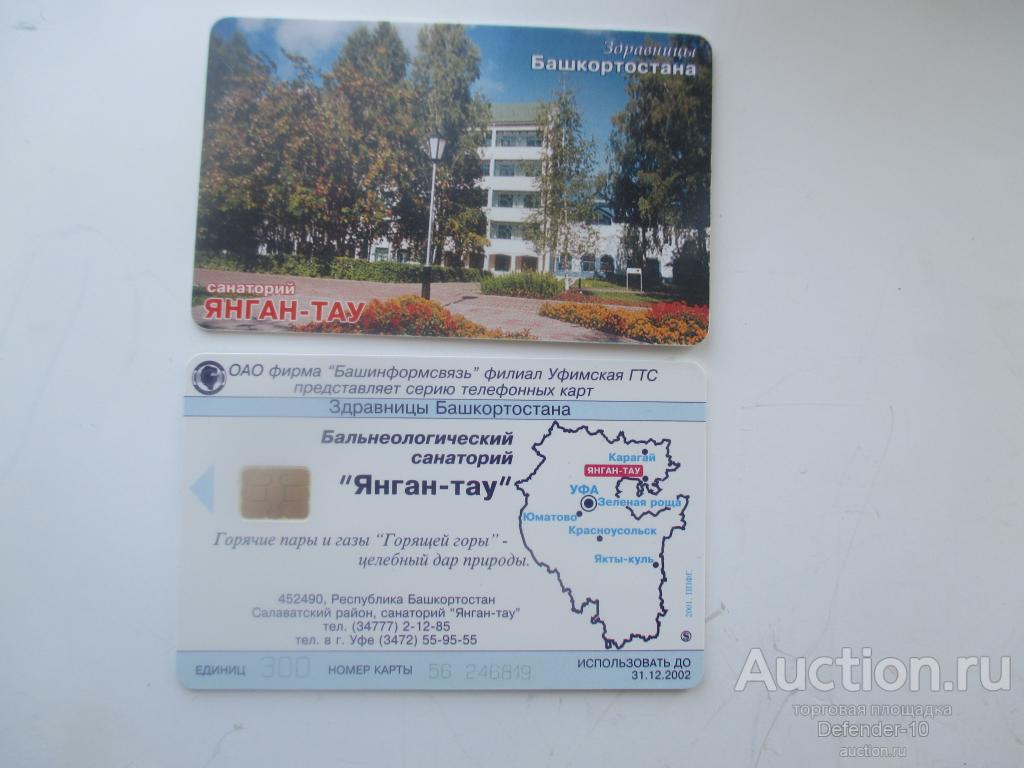 Здравницы
Башкортостана
санаторий
ЯНГАН-ТАУ
ОАО фирма "Башинформсвязь" филиал Уфимская ГТС
представляет серию телефонных карт
Здравницы Башкортостана
Бальнеологический
санаторий
"Янган-тау"
Горячие пары и газы "Горящей горы" -
целебный дар природы.
Карагай
ЯНГАН-ТАУ
УФА
Зеленая роща
Юматово
Красноусольск
Якты-куль
452490, Республика Башкортостан
Салаватский район, санаторий "Янган-тау"
тел. (34777) 2-12-85
тел. в г. Уфе (3472) 55-95-55
2001. ППФГ.
S
ЕДИНИЦ 300 НОМЕР КАРТЫ 56 246819
ИСПОЛЬЗОВАТЬ ДО
31.12.2002
Auction.ru
торговая площадка
Defender-10
auction.ru